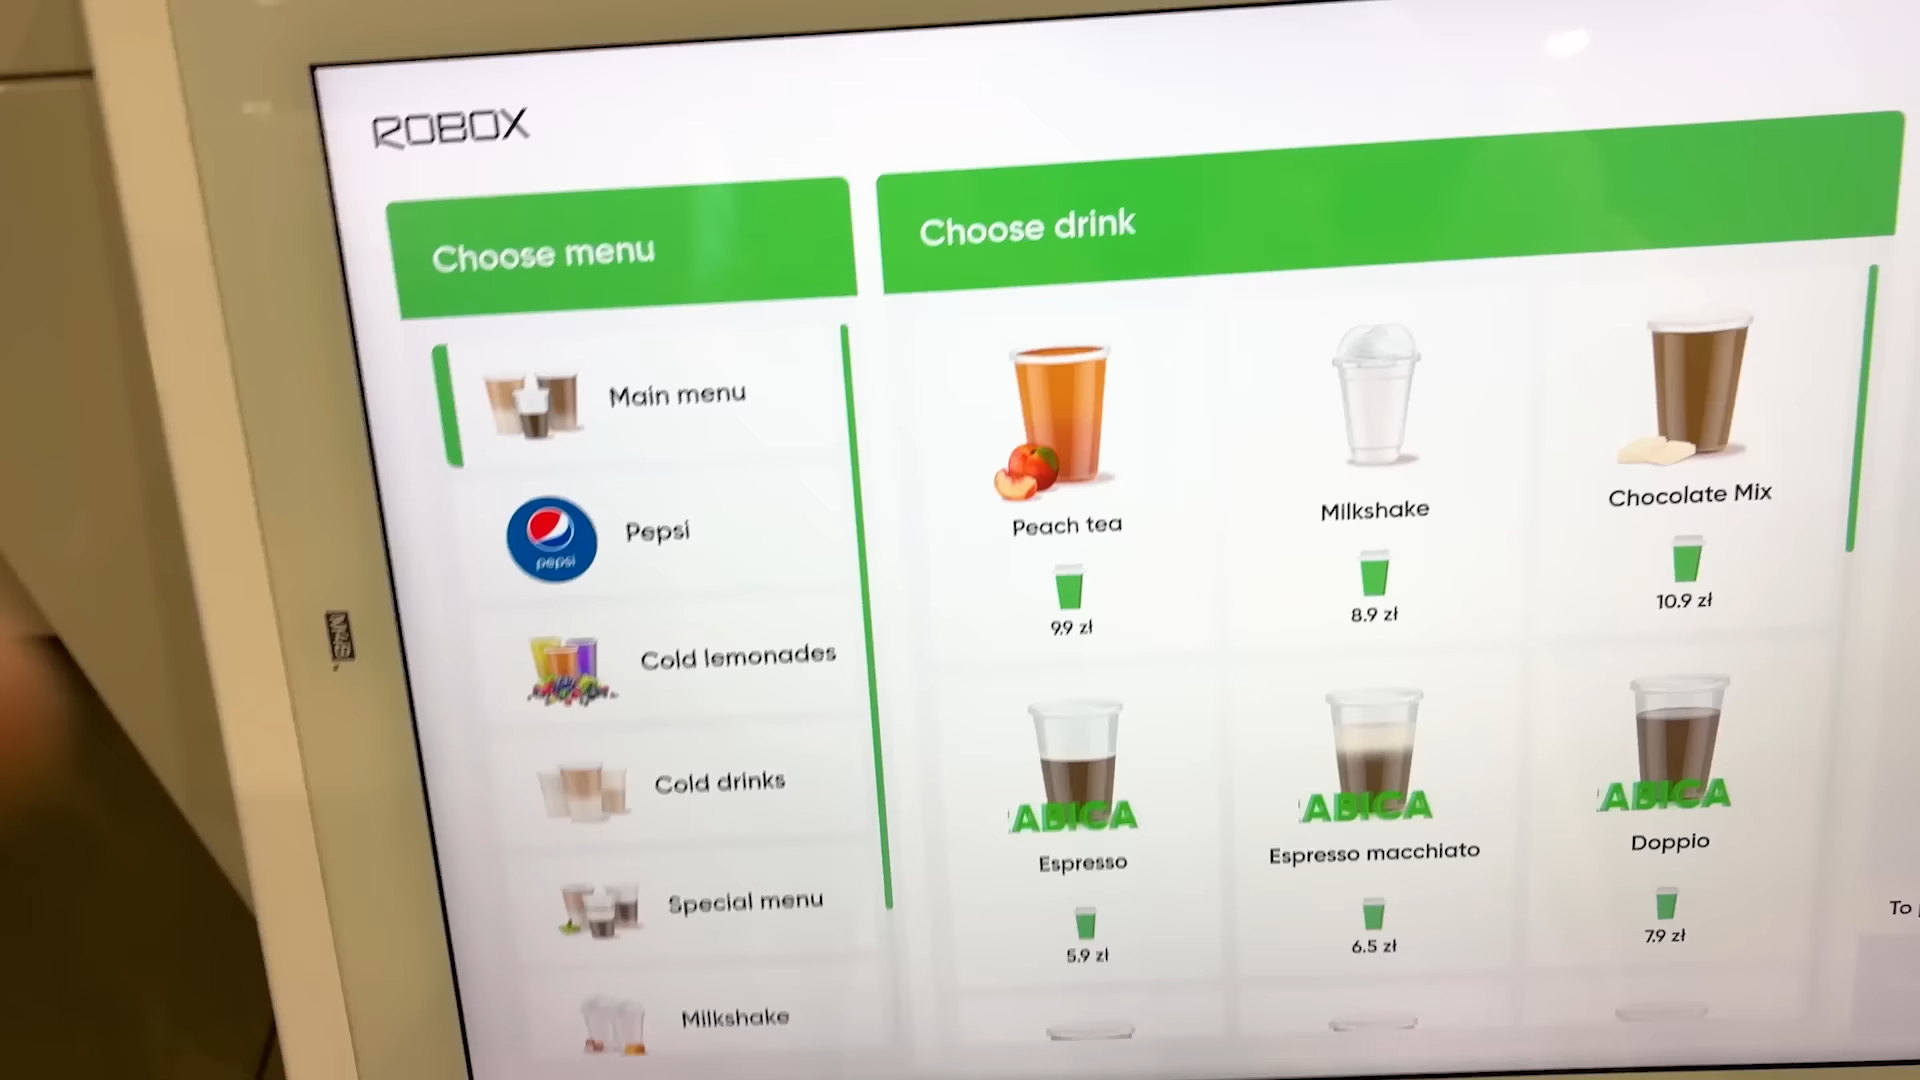 ROBOX
Choose menu
Choose drink
Main menu
Pepsi
pepsi
Cold lemonades
Cold drinks
Special menu
Milkshake
Peach tea
9.9 zł
Milkshake
8.9 zł
Chocolate Mix
10.9 zł
ABICA
Espresso
5.9 zł
ABICA
Espresso macchiato
6.5 zł
ABICA
Doppio
7.9 zł
To